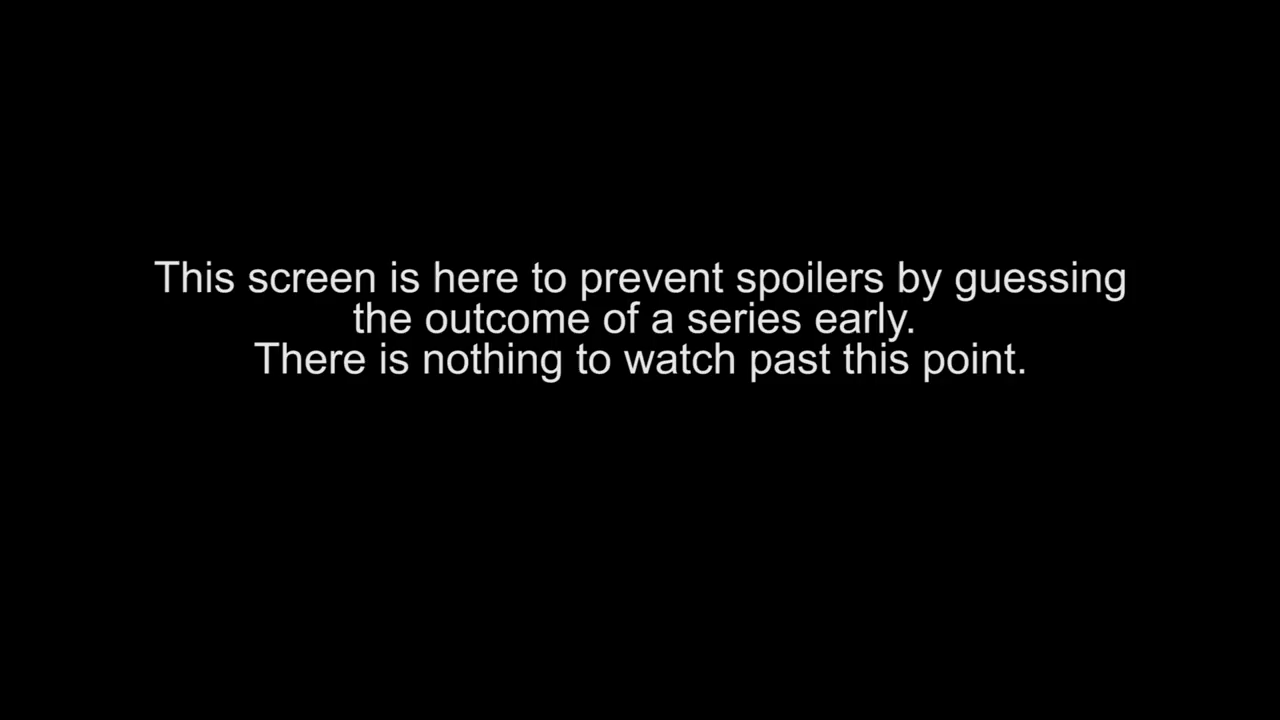 This screen is here to prevent spoilers by guessing
the outcome of a series early.
There is nothing to watch past this point.